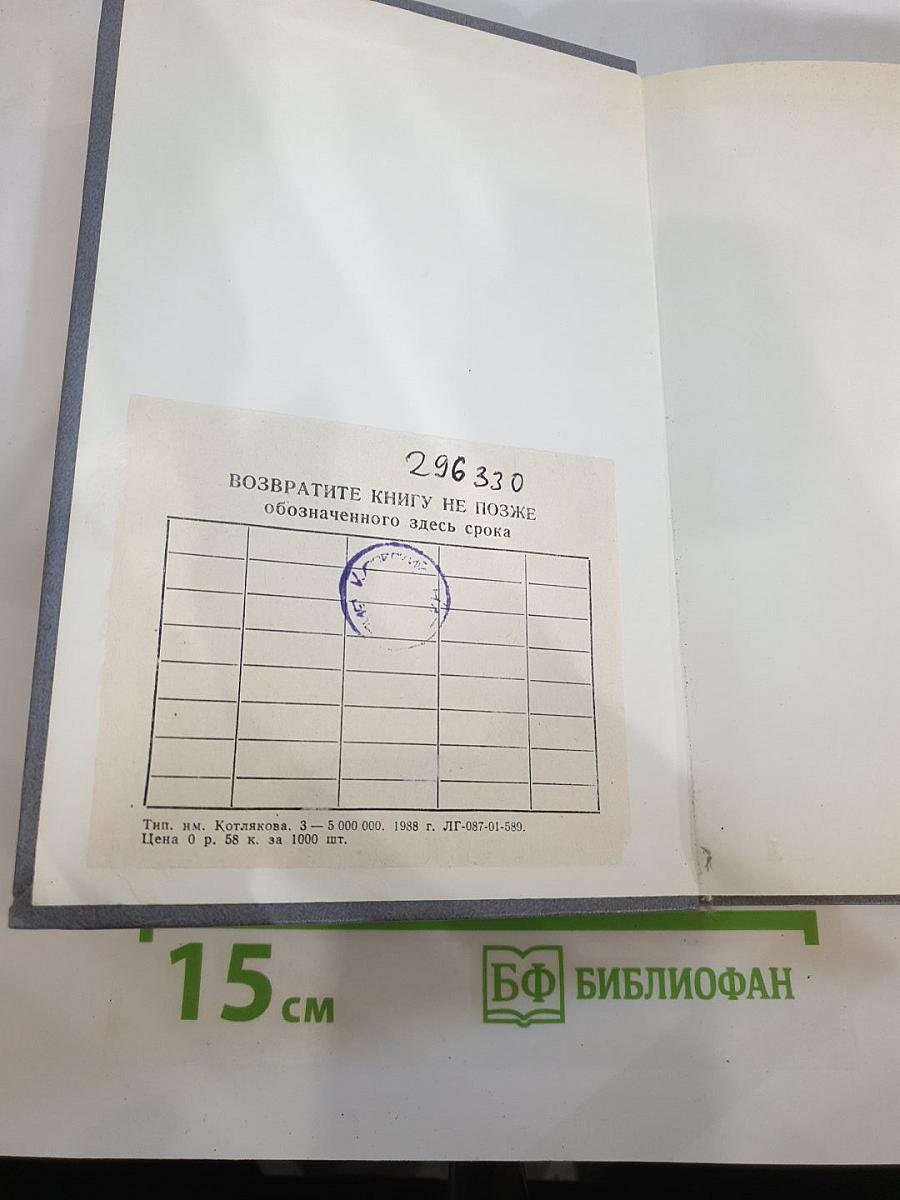 296330
ВОЗВРАТИТЕ КНИГУ НЕ ПОЗЖЕ
обозначенного здесь срока
Тип. им. Котлякова. З — 5 000 000. 1988 г. ЛГ-087-01-589.
Цена 0 р. 58 к. за 1000 шт.
15 см
БФ БИБЛИОФАН